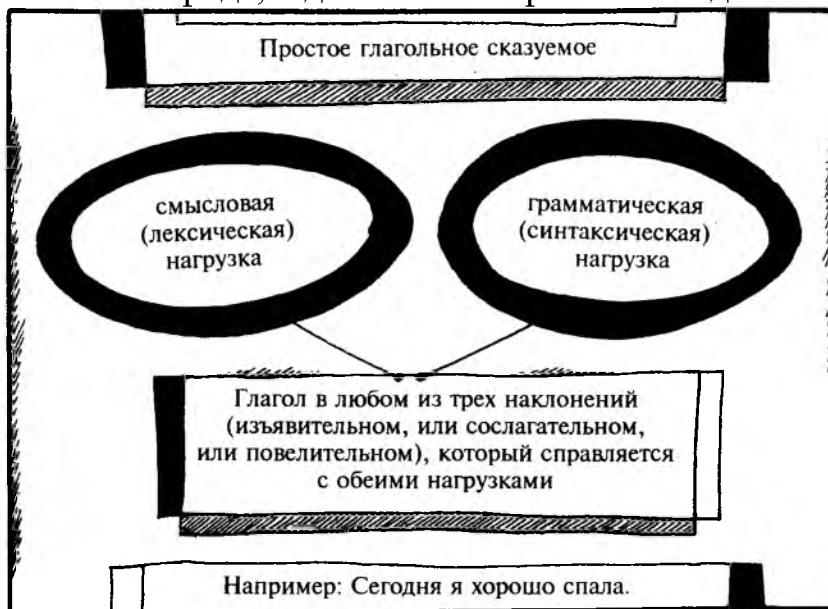 Простое глагольное сказуемое
смысловая
(лексическая)
нагрузка
грамматическая
(синтаксическая)
нагрузка
Глагол в любом из трех наклонений
(изъявительном, или сослагательном,
или повелительном), который справляется
с обеими нагрузками
Например: Сегодня я хорошо спала.